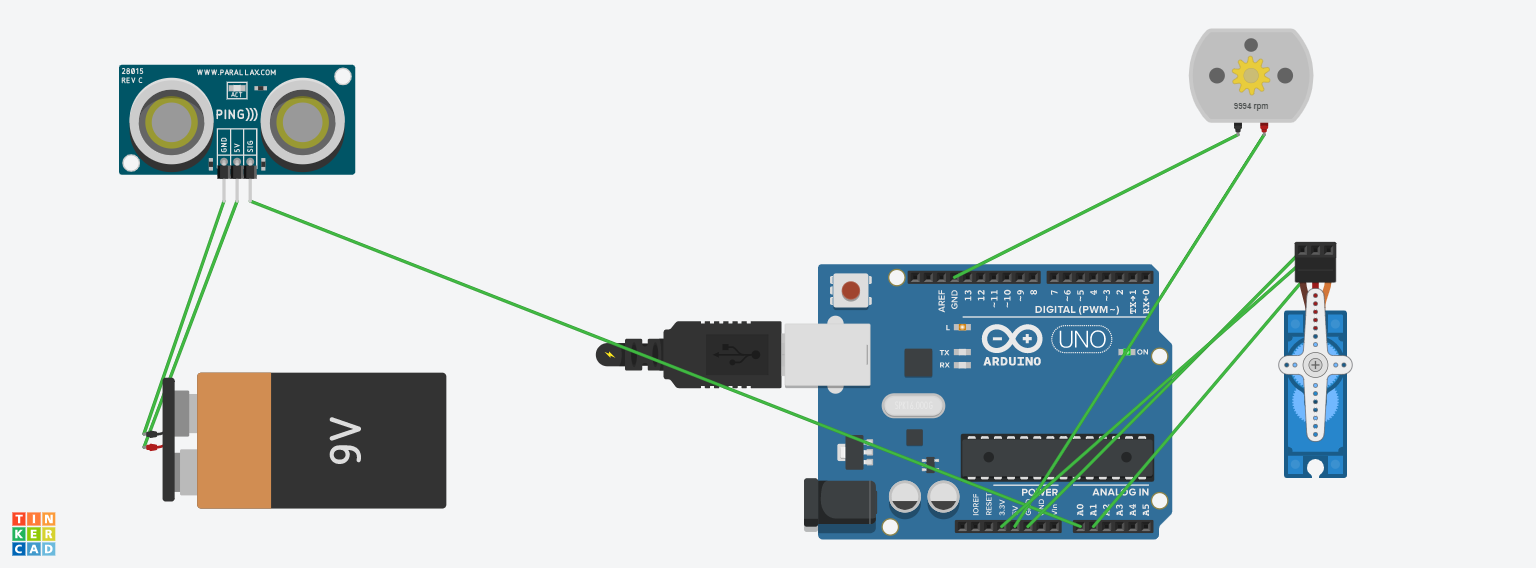 28015
REV C
WWW.PARALLAX.COM
ACT
PING)))
GND
5V
SIG
9V
9994 rpm
AREF
GND
13
12
~11
~10
~9
8
7
~6
~5
4
~3
2
TX→1
RX←0
DIGITAL (PWM~)
L
TX
RX
UNO
ARDUINO
ON
POWER
ANALOG IN
IOREF
RESET
3.3V
5V
GND
GND
Vin
A0
A1
A2
A3
A4
A5
TIN
KER
CAD